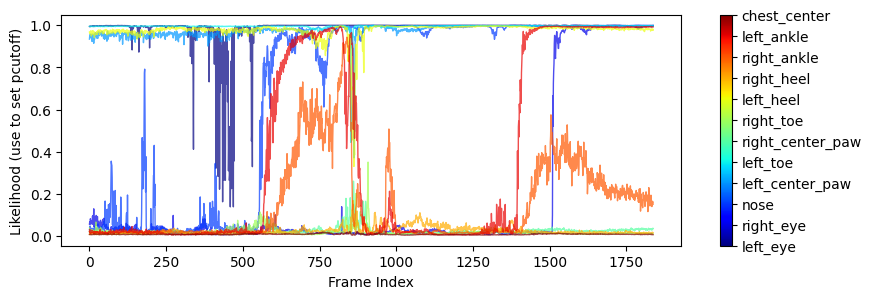 Likelihood (use to set pcutoff)
1.0
0.8
0.6
0.4
0.2
0.0
0 250 500 750 1000 1250 1500 1750
Frame Index
chest_center
left_ankle
right_ankle
right_heel
left_heel
right_toe
right_center_paw
left_toe
left_center_paw
nose
right_eye
left_eye